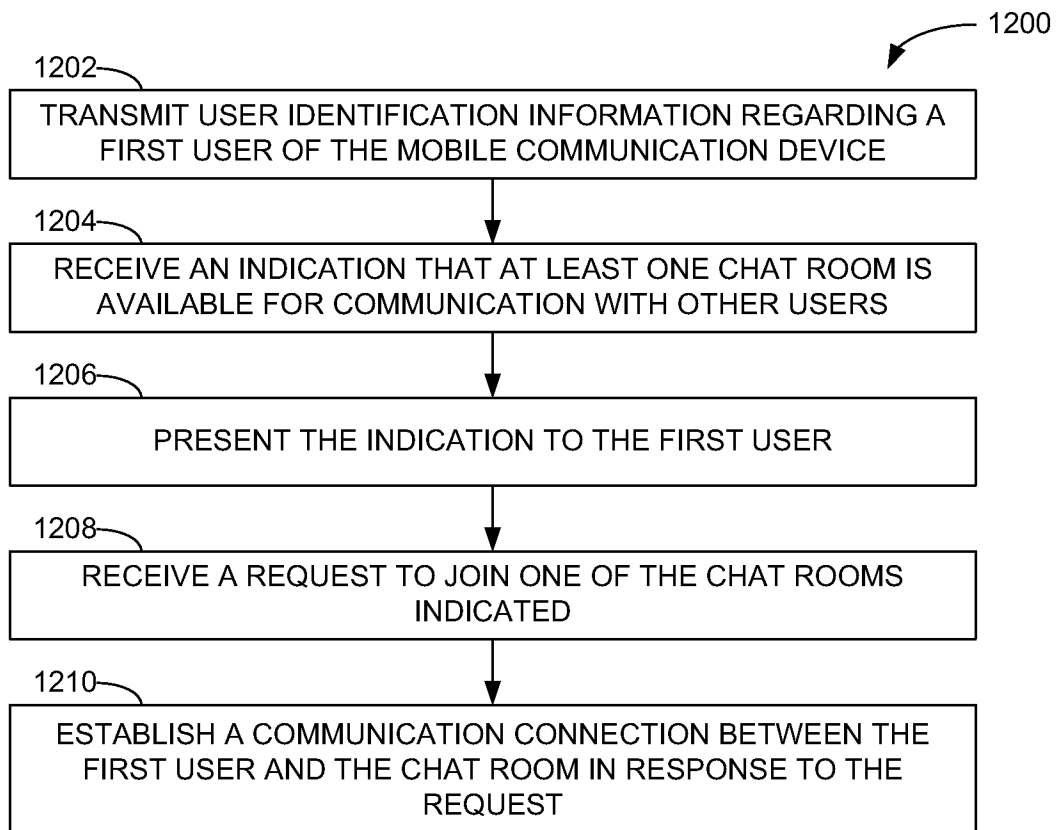 1200
1202
TRANSMIT USER IDENTIFICATION INFORMATION REGARDING A
FIRST USER OF THE MOBILE COMMUNICATION DEVICE
1204
RECEIVE AN INDICATION THAT AT LEAST ONE CHAT ROOM IS
AVAILABLE FOR COMMUNICATION WITH OTHER USERS
1206
PRESENT THE INDICATION TO THE FIRST USER
1208
RECEIVE A REQUEST TO JOIN ONE OF THE CHAT ROOMS
INDICATED
1210
ESTABLISH A COMMUNICATION CONNECTION BETWEEN THE
FIRST USER AND THE CHAT ROOM IN RESPONSE TO THE
REQUEST